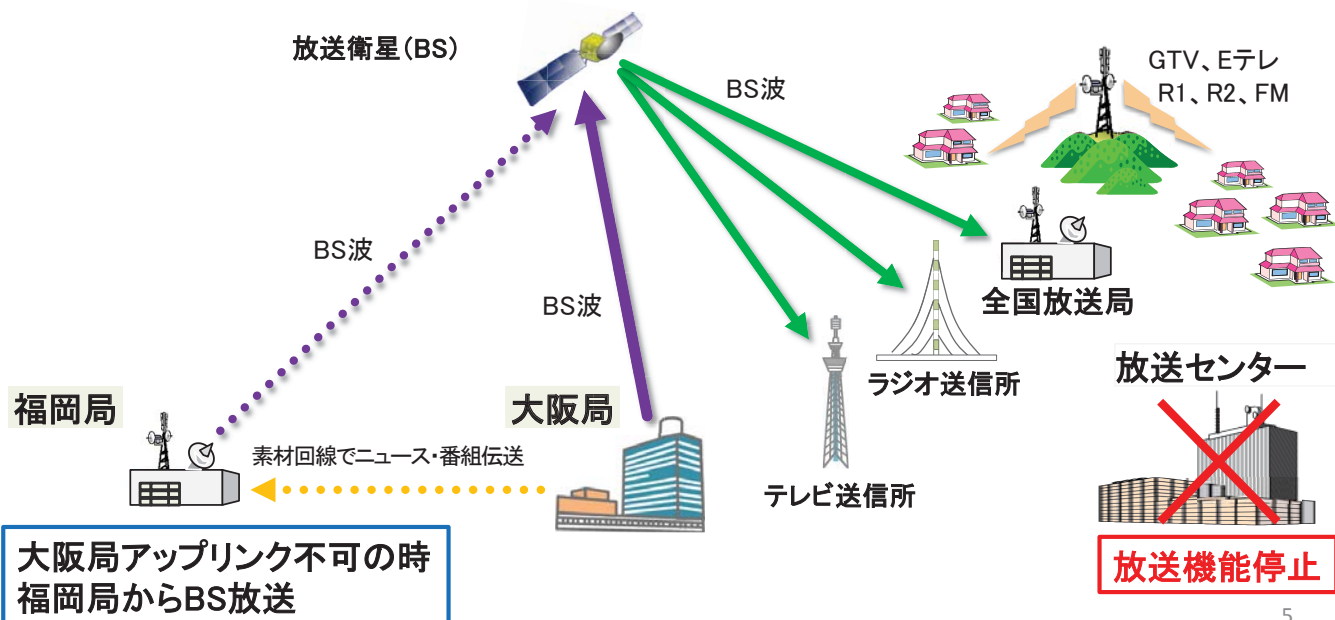 放送衛星(BS)
BS波
GTV、Eテレ
R1、R2、FM
BS波
BS波
全国放送局
ラジオ送信所
テレビ送信所
放送センター
放送機能停止
福岡局
大阪局
素材回線でニュース・番組伝送
大阪局アップリンク不可の時
福岡局からBS放送
5